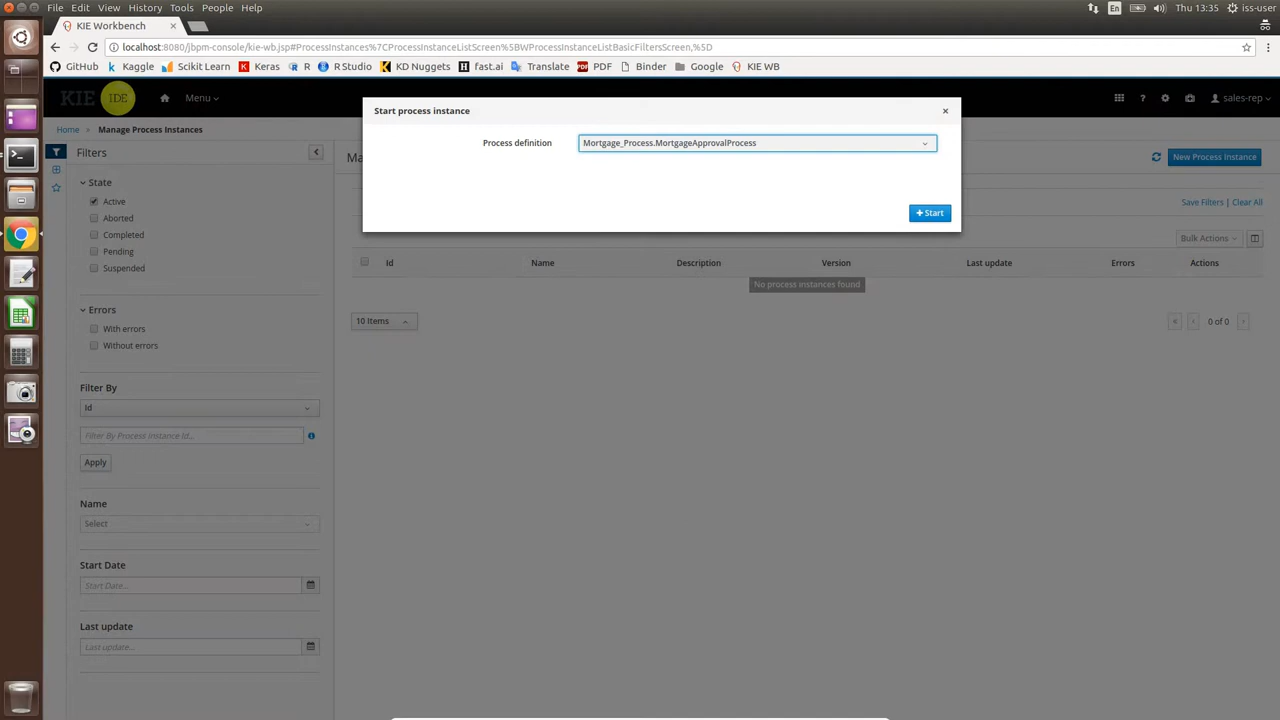 File Edit View History Tools People Help
En Thu 13:35 iss-user
KIE Workbench
localhost:8080/jbpm-console/kie-wb.jsp#ProcessInstances%7CProcessInstanceListScreen%5BWProcessInstanceListBasicFiltersScreen,%5D
GitHub Kaggle Scikit Learn Keras R R Studio KD Nuggets fast.ai Translate PDF Binder Google KIE WB
KIE IDE Menu sales-rep
Start process instance
Home Manage Process Instances
Process definition Mortgage_Process.MortgageApprovalProcess
Filters
Ma
New Process Instance
State
Active
Save Filters | Clear All
+ Start
Aborted
Completed
Bulk Actions
Pending
Suspended
Id Name Description Version Last update Errors Actions
No process instances found
10 Items
0 of 0
Errors
With errors
Without errors
Filter By
Id
Filter By Process Instance Id...
Apply
Name
Select
Start Date
Start Date...
Last update
Last update...